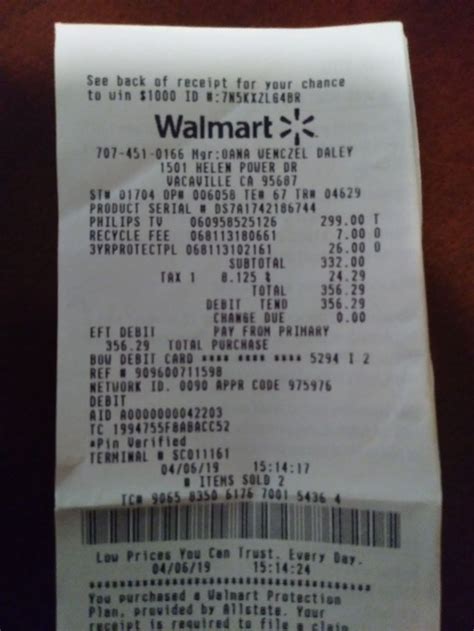 See back of receipt for your chance
to win $1000 ID #:7N5KXZLG4BR
Walmart
707-451-0166 Mgr:DANA WENCZEL DALEY
1501 HELEN POWER DR
VACAVILLE CA 95687
ST# 01704 OP# 006058 TE# 67 TR# 04629
PRODUCT SERIAL # DS7A1742186744
PHILIPS TV 060958525126 299.00 T
RECYCLE FEE 068113180661 7.00 O
3YRPROTECTPL 068113102161 26.00 O
SUBTOTAL 332.00
TAX 1 8.125 % 24.29
TOTAL 356.29
DEBIT TEND 356.29
CHANGE DUE 0.00
EFT DEBIT PAY FROM PRIMARY
356.29 TOTAL PURCHASE
BOW DEBIT CARD **** **** **** 5294 I 2
REF # 909600711598
NETWORK ID. 0090 APPR CODE 975976
DEBIT
AID A0000000042203
TC 1994755FBABACC52
*Pin Verified
TERMINAL # SC011161
04/06/19 15:14:17
# ITEMS SOLD 2
TC# 9065 8350 6176 7001 5436 4
Low Prices You Can Trust. Every Day.
04/06/19 15:14:24
***********************************
You purchased a Walmart Protection
Plan, provided by Allstate. Your
receipt is required to file a claim